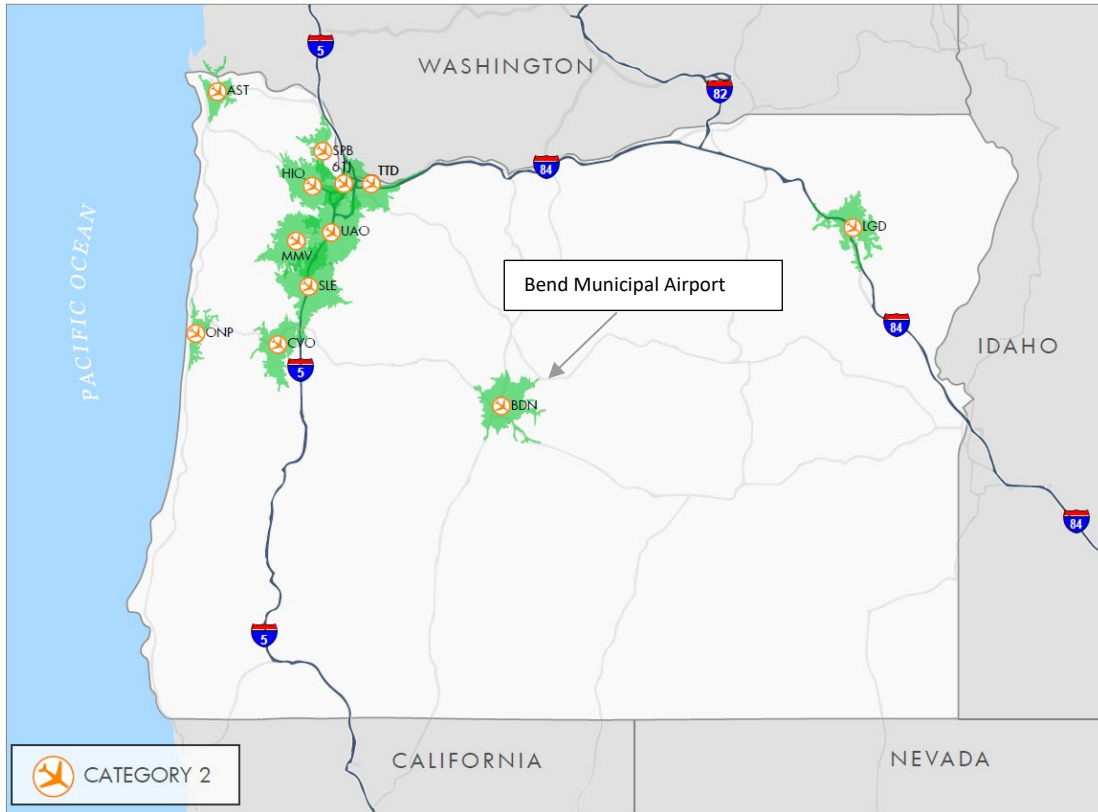 5
WASHINGTON
82
AST
SPB
6TJ
TTD
HIO
84
UAO
MMV
LGD
SLE
Bend Municipal Airport
PACIFIC OCEAN
ONP
CVO
84
IDAHO
5
BDN
84
5
CATEGORY 2
CALIFORNIA
NEVADA